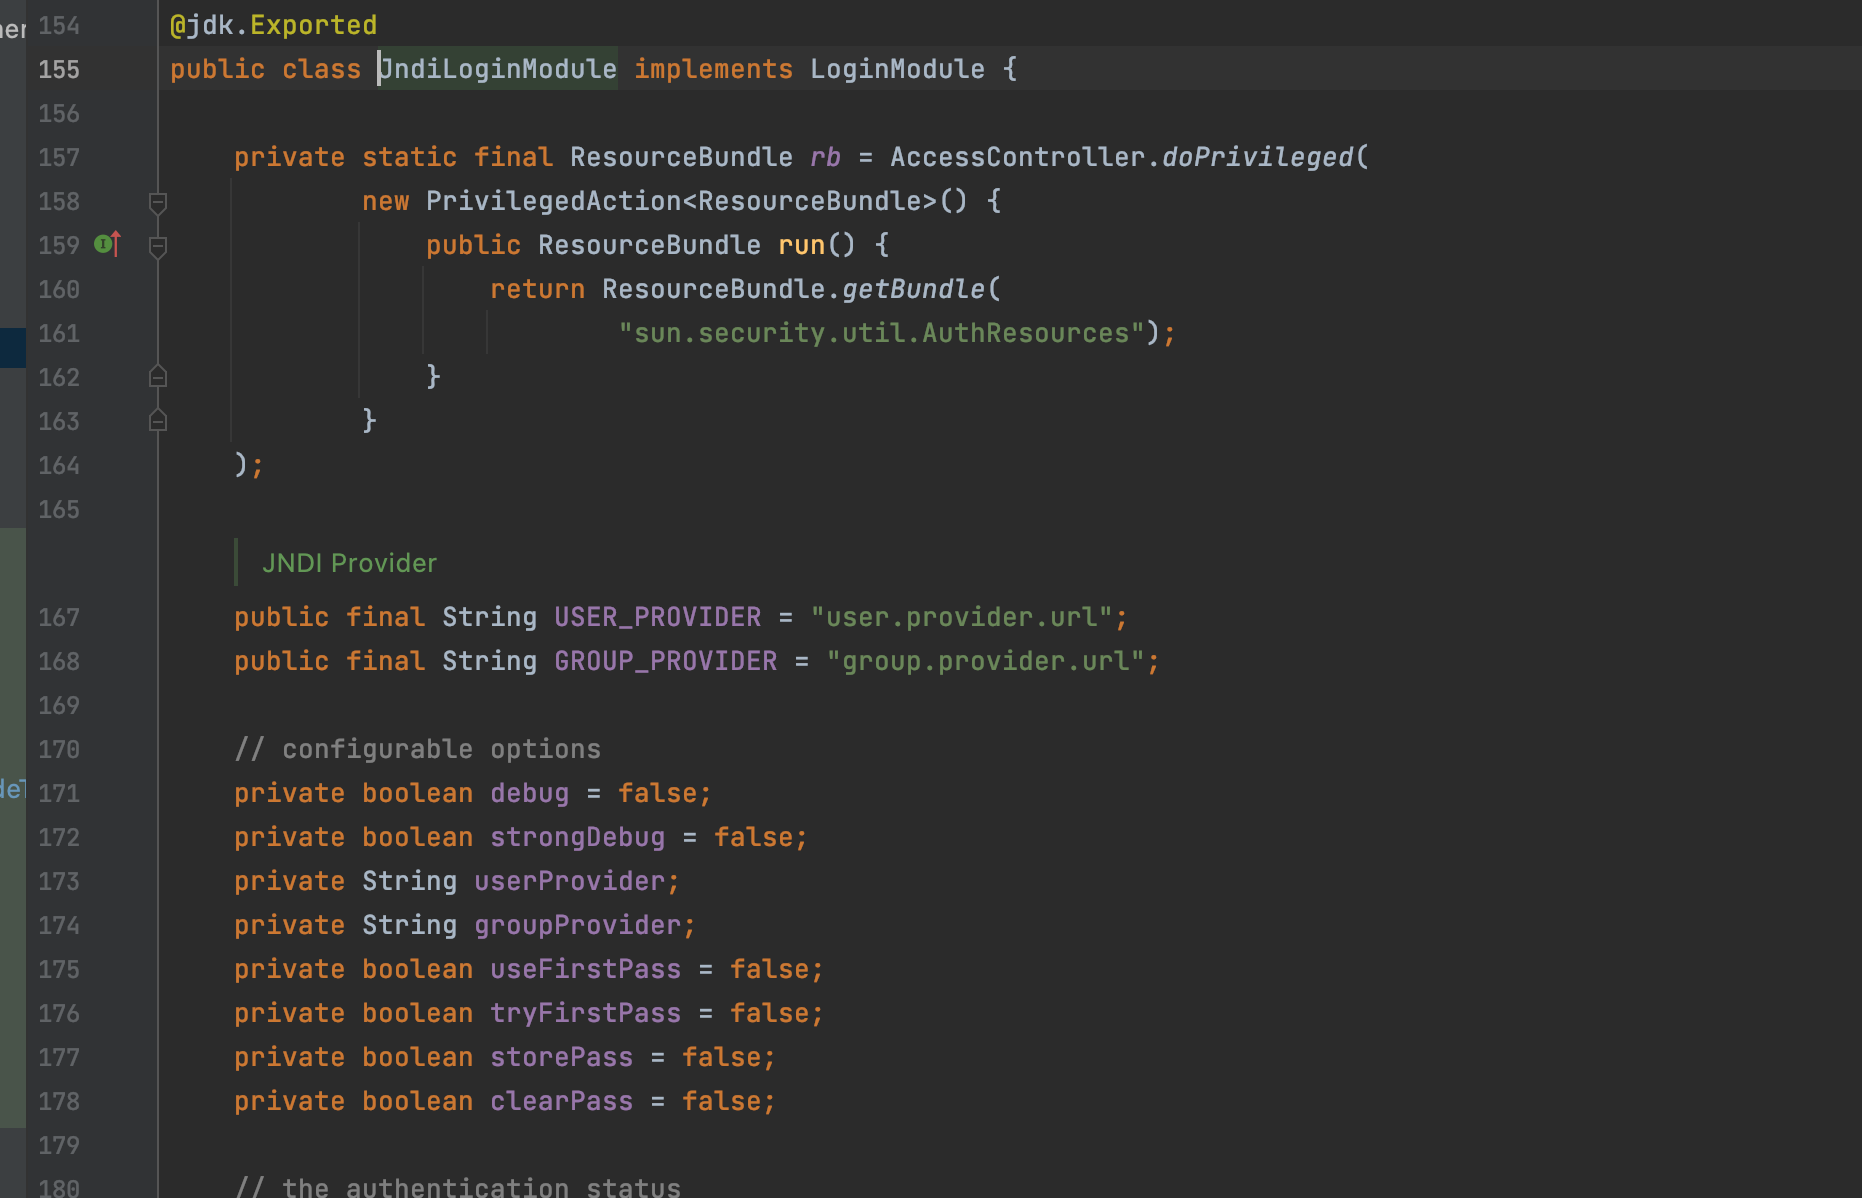 154 @jdk.Exported
155 public class JndiLoginModule implements LoginModule {
156
157 private static final ResourceBundle rb = AccessController.doPrivileged(
158 new PrivilegedAction<ResourceBundle>() {
159 public ResourceBundle run() {
160 return ResourceBundle.getBundle(
161 "sun.security.util.AuthResources");
162 }
163 }
164 );
165
JNDI Provider
167 public final String USER_PROVIDER = "user.provider.url";
168 public final String GROUP_PROVIDER = "group.provider.url";
169
170 // configurable options
171 private boolean debug = false;
172 private boolean strongDebug = false;
173 private String userProvider;
174 private String groupProvider;
175 private boolean useFirstPass = false;
176 private boolean tryFirstPass = false;
177 private boolean storePass = false;
178 private boolean clearPass = false;
179
180 // the authentication status